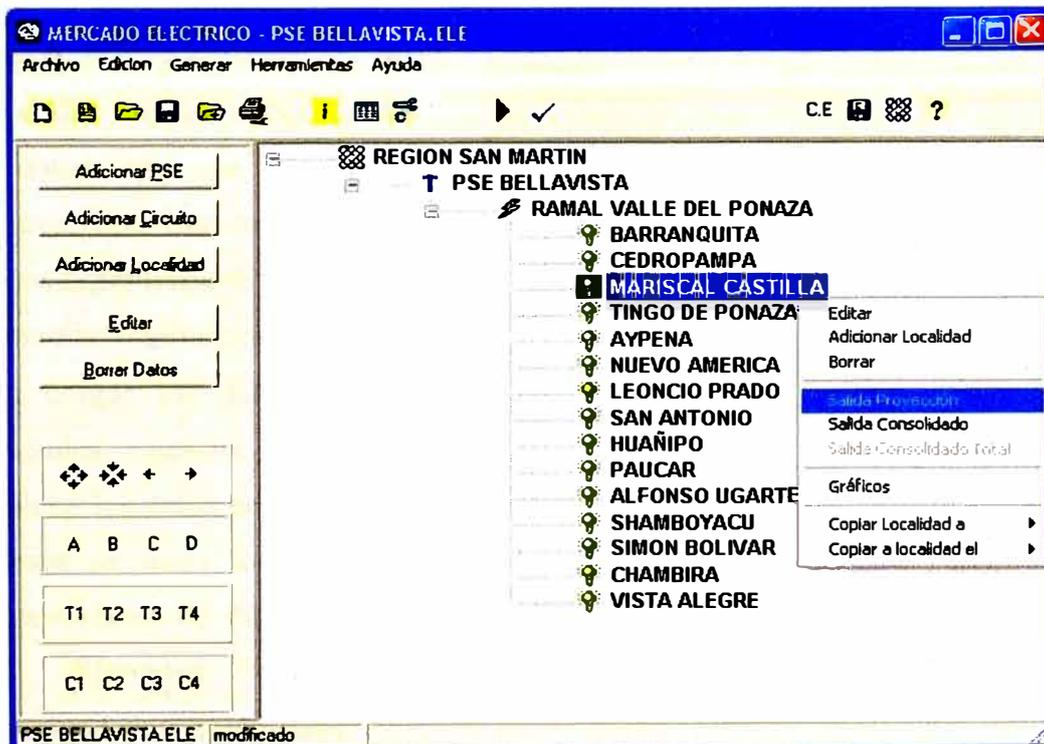 MERCADO ELECTRICO - PSE BELLAVISTA.ELE
Archivo Edicion Generar Herramientas Ayuda
i C.E ?
Adicionar PSE
Adicionar Circuito
Adicionar Localidad
Editar
Borrar Datos
A B C D
T1 T2 T3 T4
C1 C2 C3 C4
REGION SAN MARTIN
T PSE BELLAVISTA
RAMAL VALLE DEL PONAZA
BARRANQUITA
CEDROPAMPA
MARISCAL CASTILLA
TINGO DE PONAZA
AYPENA
NUEVO AMERICA
LEONCIO PRADO
SAN ANTONIO
HUAÑIPO
PAUCAR
ALFONSO UGARTE
SHAMBOYACU
SIMON BOLIVAR
CHAMBIRA
VISTA ALEGRE
Editar
Adicionar Localidad
Borrar
Salida Proyección
Salida Consolidado
Salida Consolidado Total
Gráficos
Copiar Localidad a
Copiar a localidad el
PSE BELLAVISTA.ELE modificado